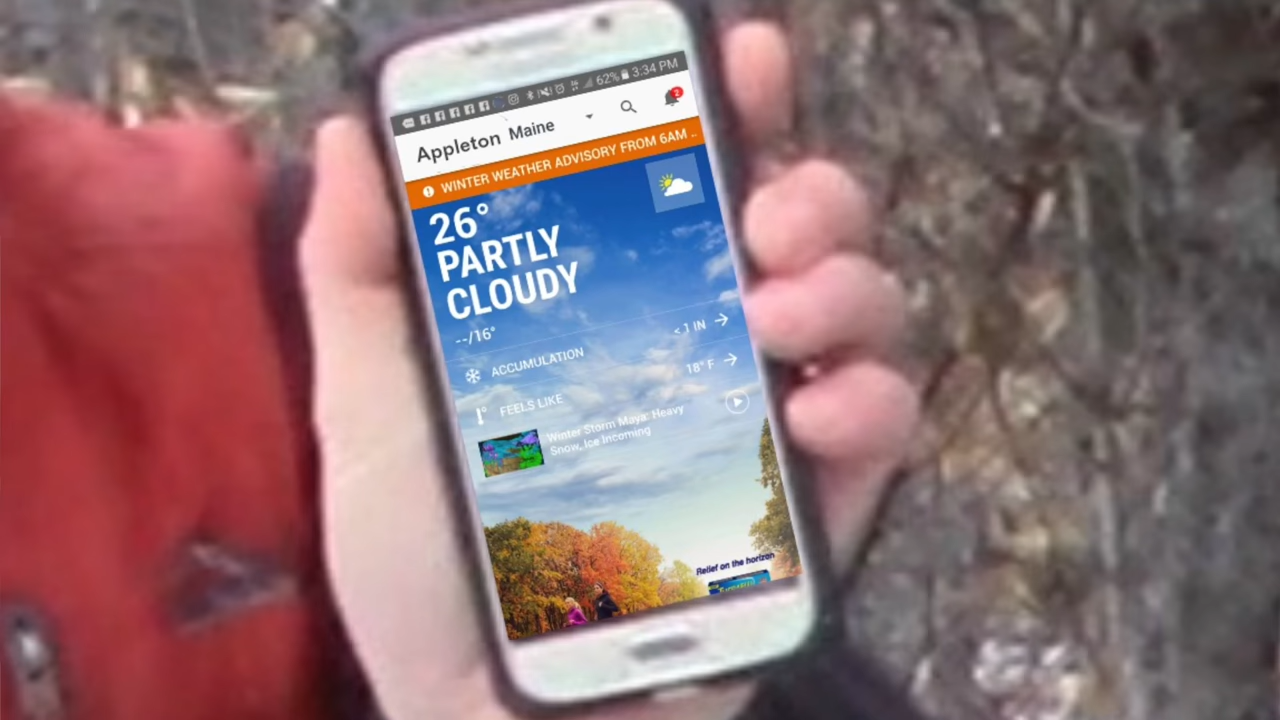 62% 3:34 PM
Appleton Maine
2
WINTER WEATHER ADVISORY FROM 6AM ..
26°
PARTLY
CLOUDY
--/16°
ACCUMULATION < 1 IN
FEELS LIKE 18° F
Winter Storm Maya: Heavy
Snow, Ice Incoming
Relief on the horizon